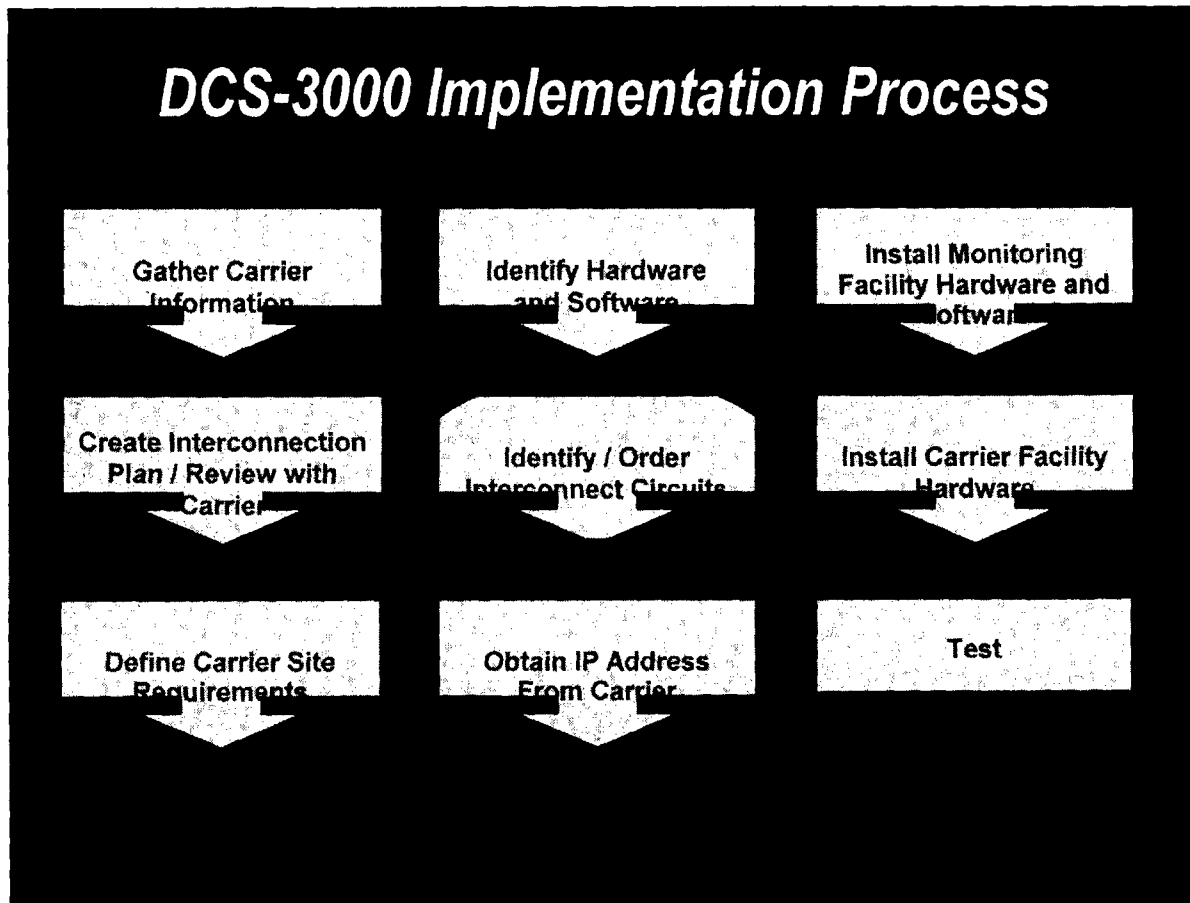 DCS-3000 Implementation Process
Gather Carrier
Information
Create Interconnection
Plan / Review with
Carrier
Define Carrier Site
Requirements
Identify Hardware
and Software
Identify / Order
Interconnect Circuits
Obtain IP Address
From Carrier
Install Monitoring
Facility Hardware and
oftwar
Install Carrier Facility
Hardware
Test